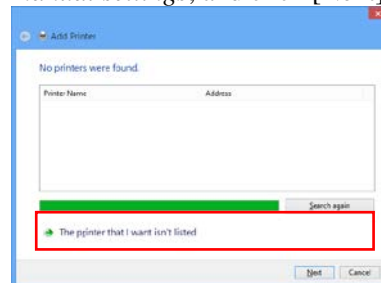 Add Printer
No printers were found.
Printer Name Address
Search again
The printer that I want isn't listed
Next Cancel